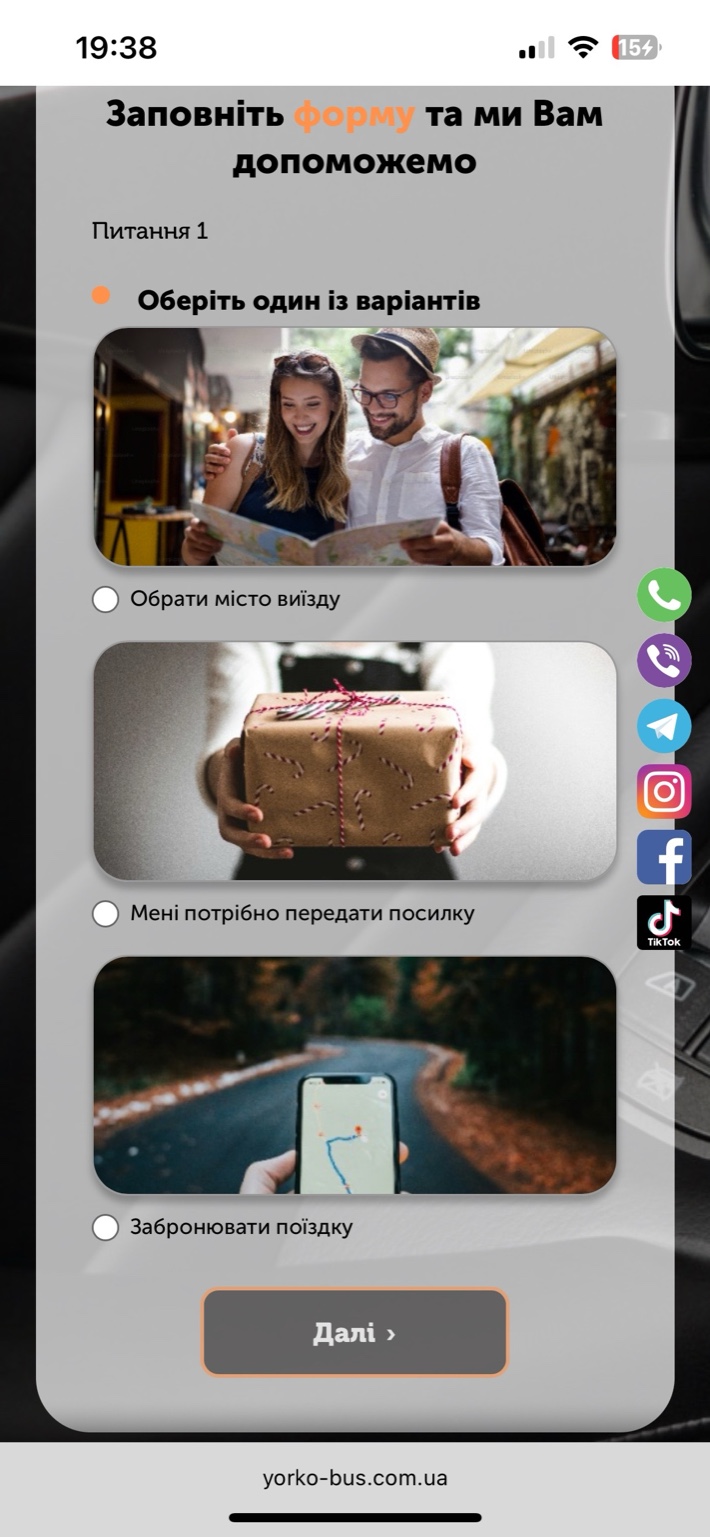 19:38
15
Заповніть форму та ми Вам
допоможемо
Питання 1
Оберіть один із варіантів
Обрати місто виїзду
Мені потрібно передати посилку
TikTok
Забронювати поїздку
Далі ›
yorko-bus.com.ua